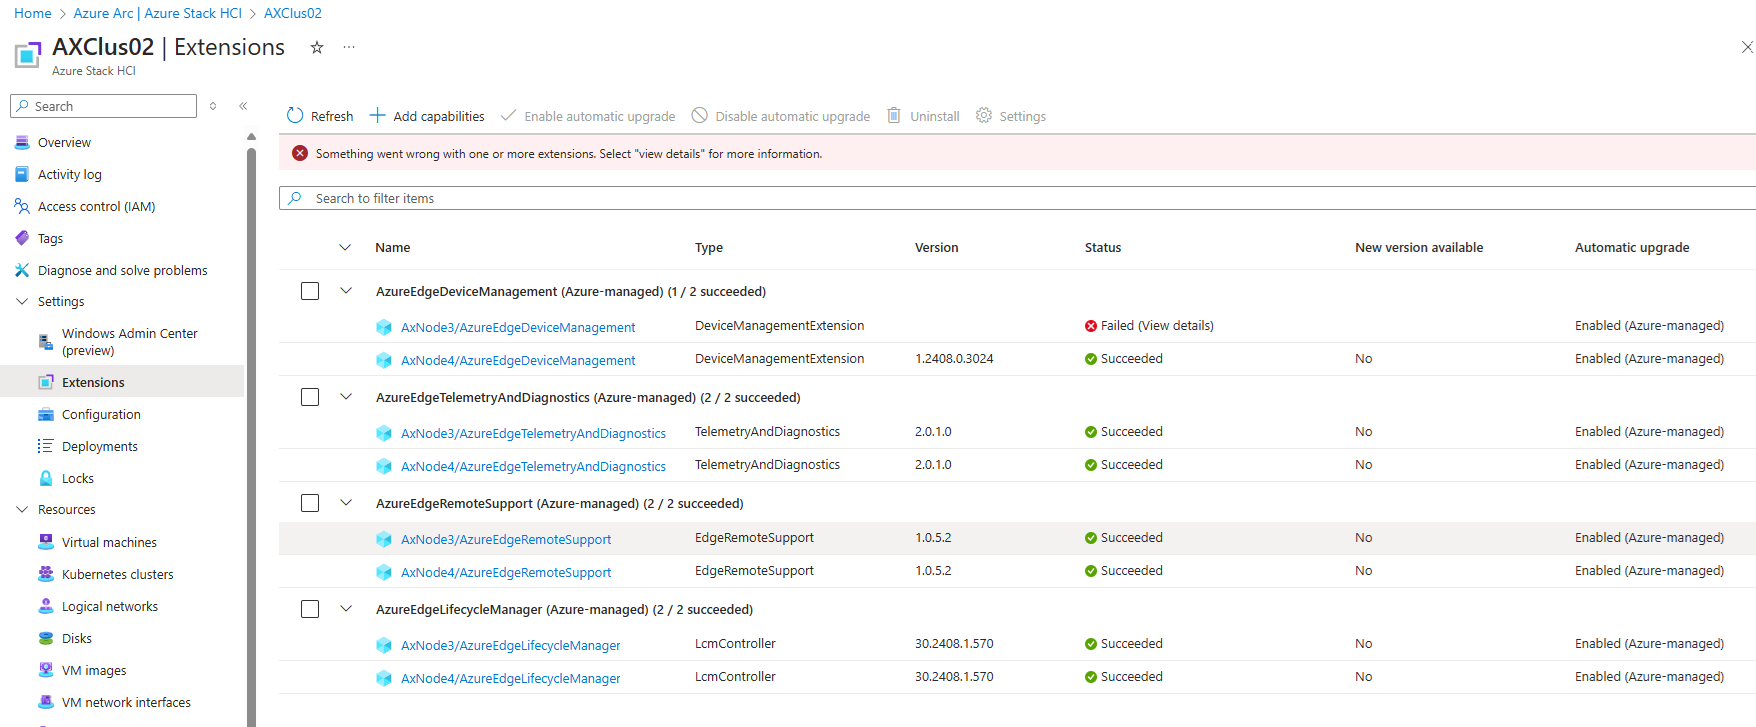 Home > Azure Arc | Azure Stack HCI > AXClus02
AXClus02 | Extensions
Azure Stack HCI
Search
Overview
Activity log
Access control (IAM)
Tags
Diagnose and solve problems
Settings
Windows Admin Center
(preview)
Extensions
Configuration
Deployments
Locks
Resources
Virtual machines
Kubernetes clusters
Logical networks
Disks
VM images
VM network interfaces
Refresh Add capabilities Enable automatic upgrade Disable automatic upgrade Uninstall Settings
Something went wrong with one or more extensions. Select "view details" for more information.
Search to filter items
Name Type Version Status New version available Automatic upgrade
AzureEdgeDeviceManagement (Azure-managed) (1 / 2 succeeded)
AxNode3/AzureEdgeDeviceManagement DeviceManagementExtension Failed (View details) Enabled (Azure-managed)
AxNode4/AzureEdgeDeviceManagement DeviceManagementExtension 1.2408.0.3024 Succeeded No Enabled (Azure-managed)
AzureEdgeTelemetryAndDiagnostics (Azure-managed) (2 / 2 succeeded)
AxNode3/AzureEdgeTelemetryAndDiagnostics TelemetryAndDiagnostics 2.0.1.0 Succeeded No Enabled (Azure-managed)
AxNode4/AzureEdgeTelemetryAndDiagnostics TelemetryAndDiagnostics 2.0.1.0 Succeeded No Enabled (Azure-managed)
AzureEdgeRemoteSupport (Azure-managed) (2 / 2 succeeded)
AxNode3/AzureEdgeRemoteSupport EdgeRemoteSupport 1.0.5.2 Succeeded No Enabled (Azure-managed)
AxNode4/AzureEdgeRemoteSupport EdgeRemoteSupport 1.0.5.2 Succeeded No Enabled (Azure-managed)
AzureEdgeLifecycleManager (Azure-managed) (2 / 2 succeeded)
AxNode3/AzureEdgeLifecycleManager LcmController 30.2408.1.570 Succeeded No Enabled (Azure-managed)
AxNode4/AzureEdgeLifecycleManager LcmController 30.2408.1.570 Succeeded No Enabled (Azure-managed)